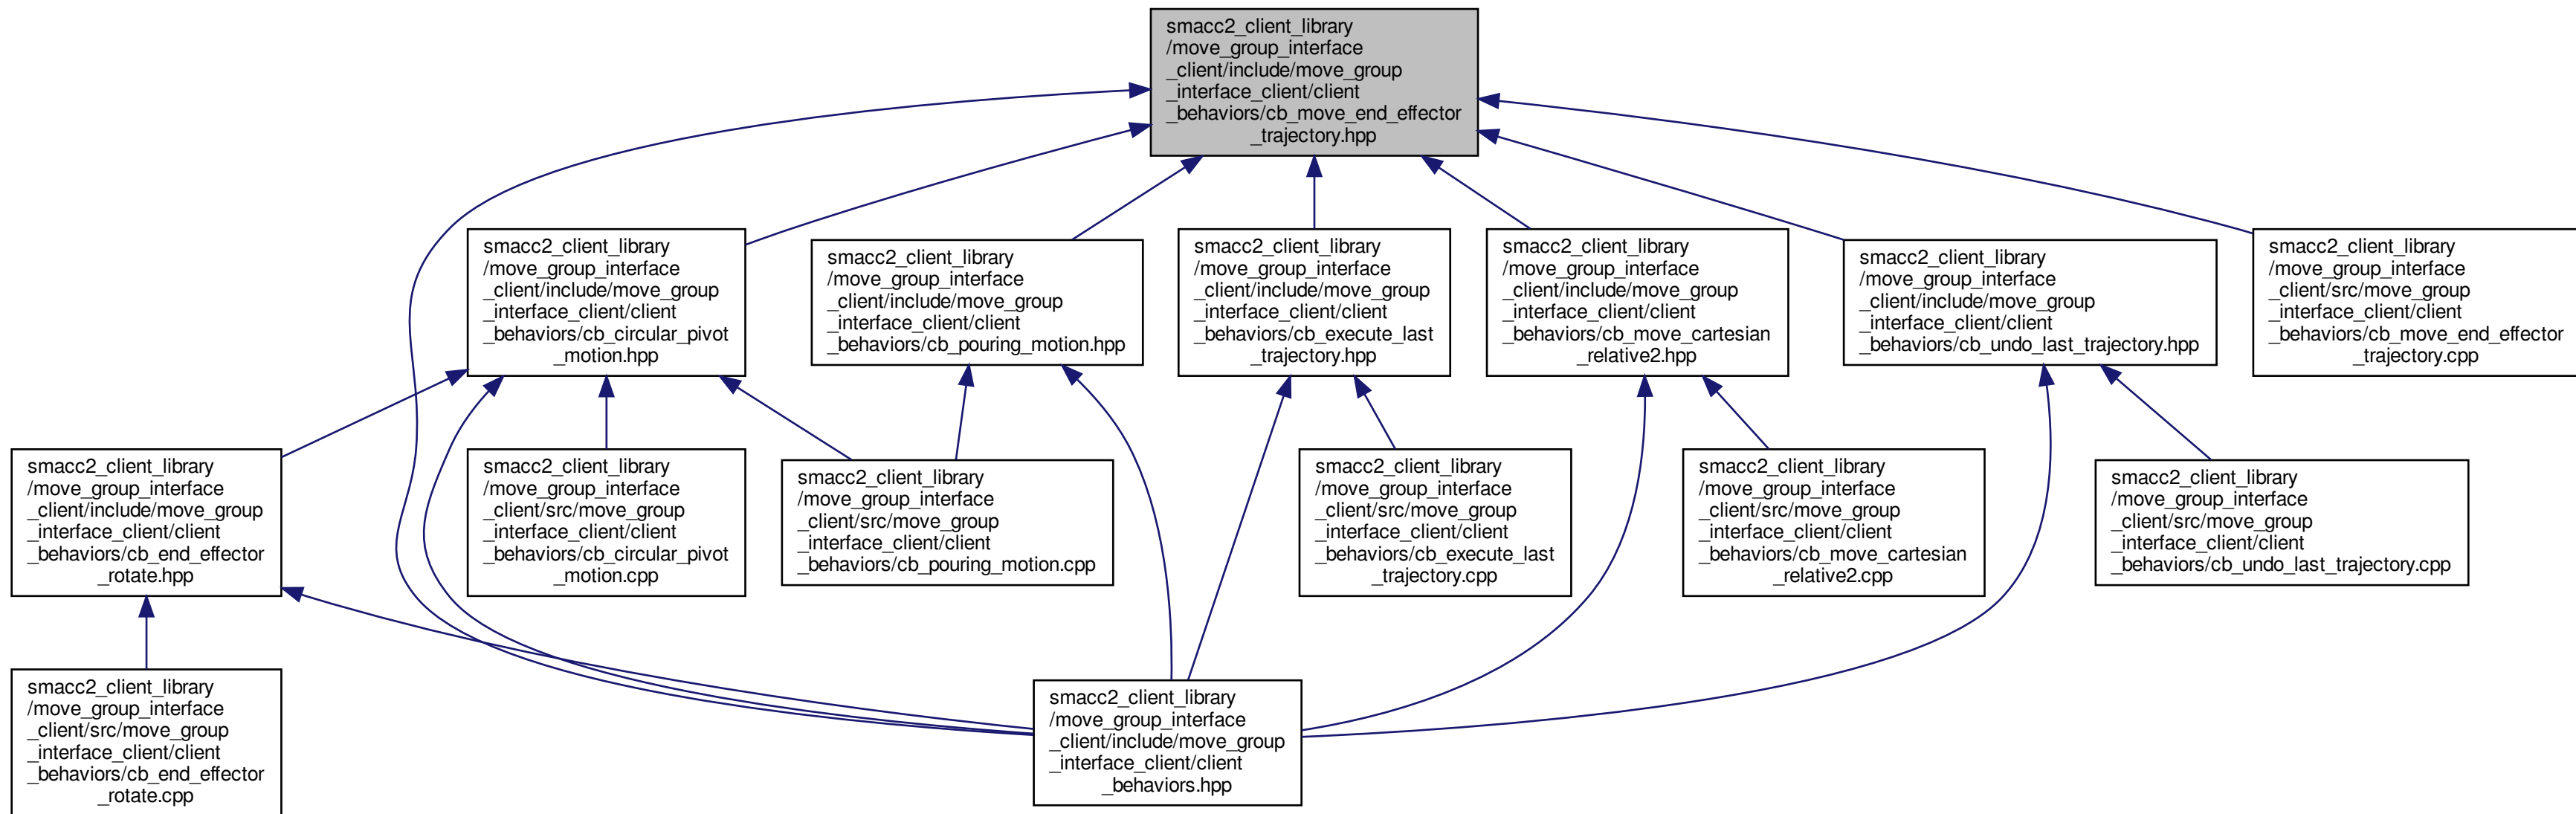 smacc2_client_library
/move_group_interface
_client/include/move_group
_interface_client/client
_behaviors/cb_move_end_effector
_trajectory.hpp
smacc2_client_library
/move_group_interface
_client/include/move_group
_interface_client/client
_behaviors/cb_circular_pivot
_motion.hpp
smacc2_client_library
/move_group_interface
_client/include/move_group
_interface_client/client
_behaviors/cb_pouring_motion.hpp
smacc2_client_library
/move_group_interface
_client/include/move_group
_interface_client/client
_behaviors/cb_execute_last
_trajectory.hpp
smacc2_client_library
/move_group_interface
_client/include/move_group
_interface_client/client
_behaviors/cb_move_cartesian
_relative2.hpp
smacc2_client_library
/move_group_interface
_client/include/move_group
_interface_client/client
_behaviors/cb_undo_last_trajectory.hpp
smacc2_client_library
/move_group_interface
_client/src/move_group
_interface_client/client
_behaviors/cb_move_end_effector
_trajectory.cpp
smacc2_client_library
/move_group_interface
_client/include/move_group
_interface_client/client
_behaviors/cb_end_effector
_rotate.hpp
smacc2_client_library
/move_group_interface
_client/src/move_group
_interface_client/client
_behaviors/cb_circular_pivot
_motion.cpp
smacc2_client_library
/move_group_interface
_client/src/move_group
_interface_client/client
_behaviors/cb_pouring_motion.cpp
smacc2_client_library
/move_group_interface
_client/src/move_group
_interface_client/client
_behaviors/cb_execute_last
_trajectory.cpp
smacc2_client_library
/move_group_interface
_client/src/move_group
_interface_client/client
_behaviors/cb_move_cartesian
_relative2.cpp
smacc2_client_library
/move_group_interface
_client/src/move_group
_interface_client/client
_behaviors/cb_undo_last_trajectory.cpp
smacc2_client_library
/move_group_interface
_client/src/move_group
_interface_client/client
_behaviors/cb_end_effector
_rotate.cpp
smacc2_client_library
/move_group_interface
_client/include/move_group
_interface_client/client
_behaviors.hpp